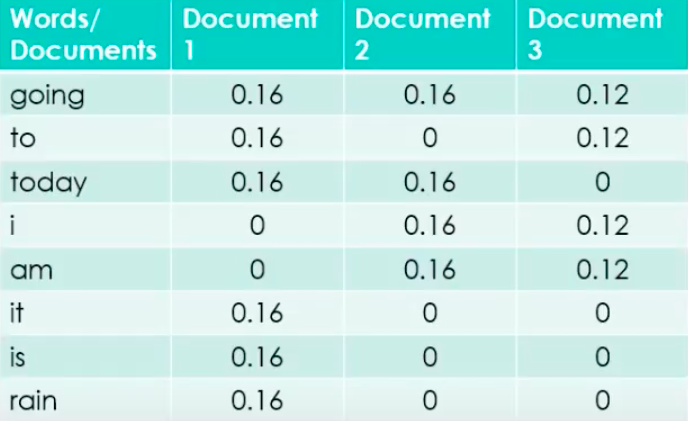 Words/ Documents | Document 1 | Document 2 | Document 3
going 0.16 0.16 0.12
to 0.16 0 0.12
today 0.16 0.16 0
i 0 0.16 0.12
am 0 0.16 0.12
it 0.16 0 0
is 0.16 0 0
rain 0.16 0 0